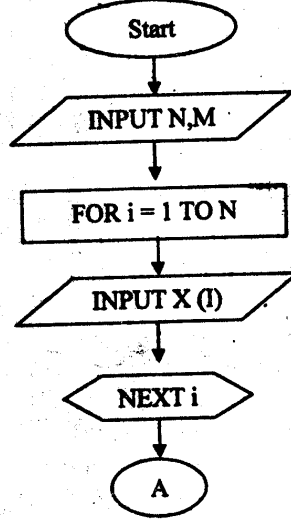 Start
INPUT N,M
FOR i = 1 TO N
INPUT X (I)
NEXT i
A